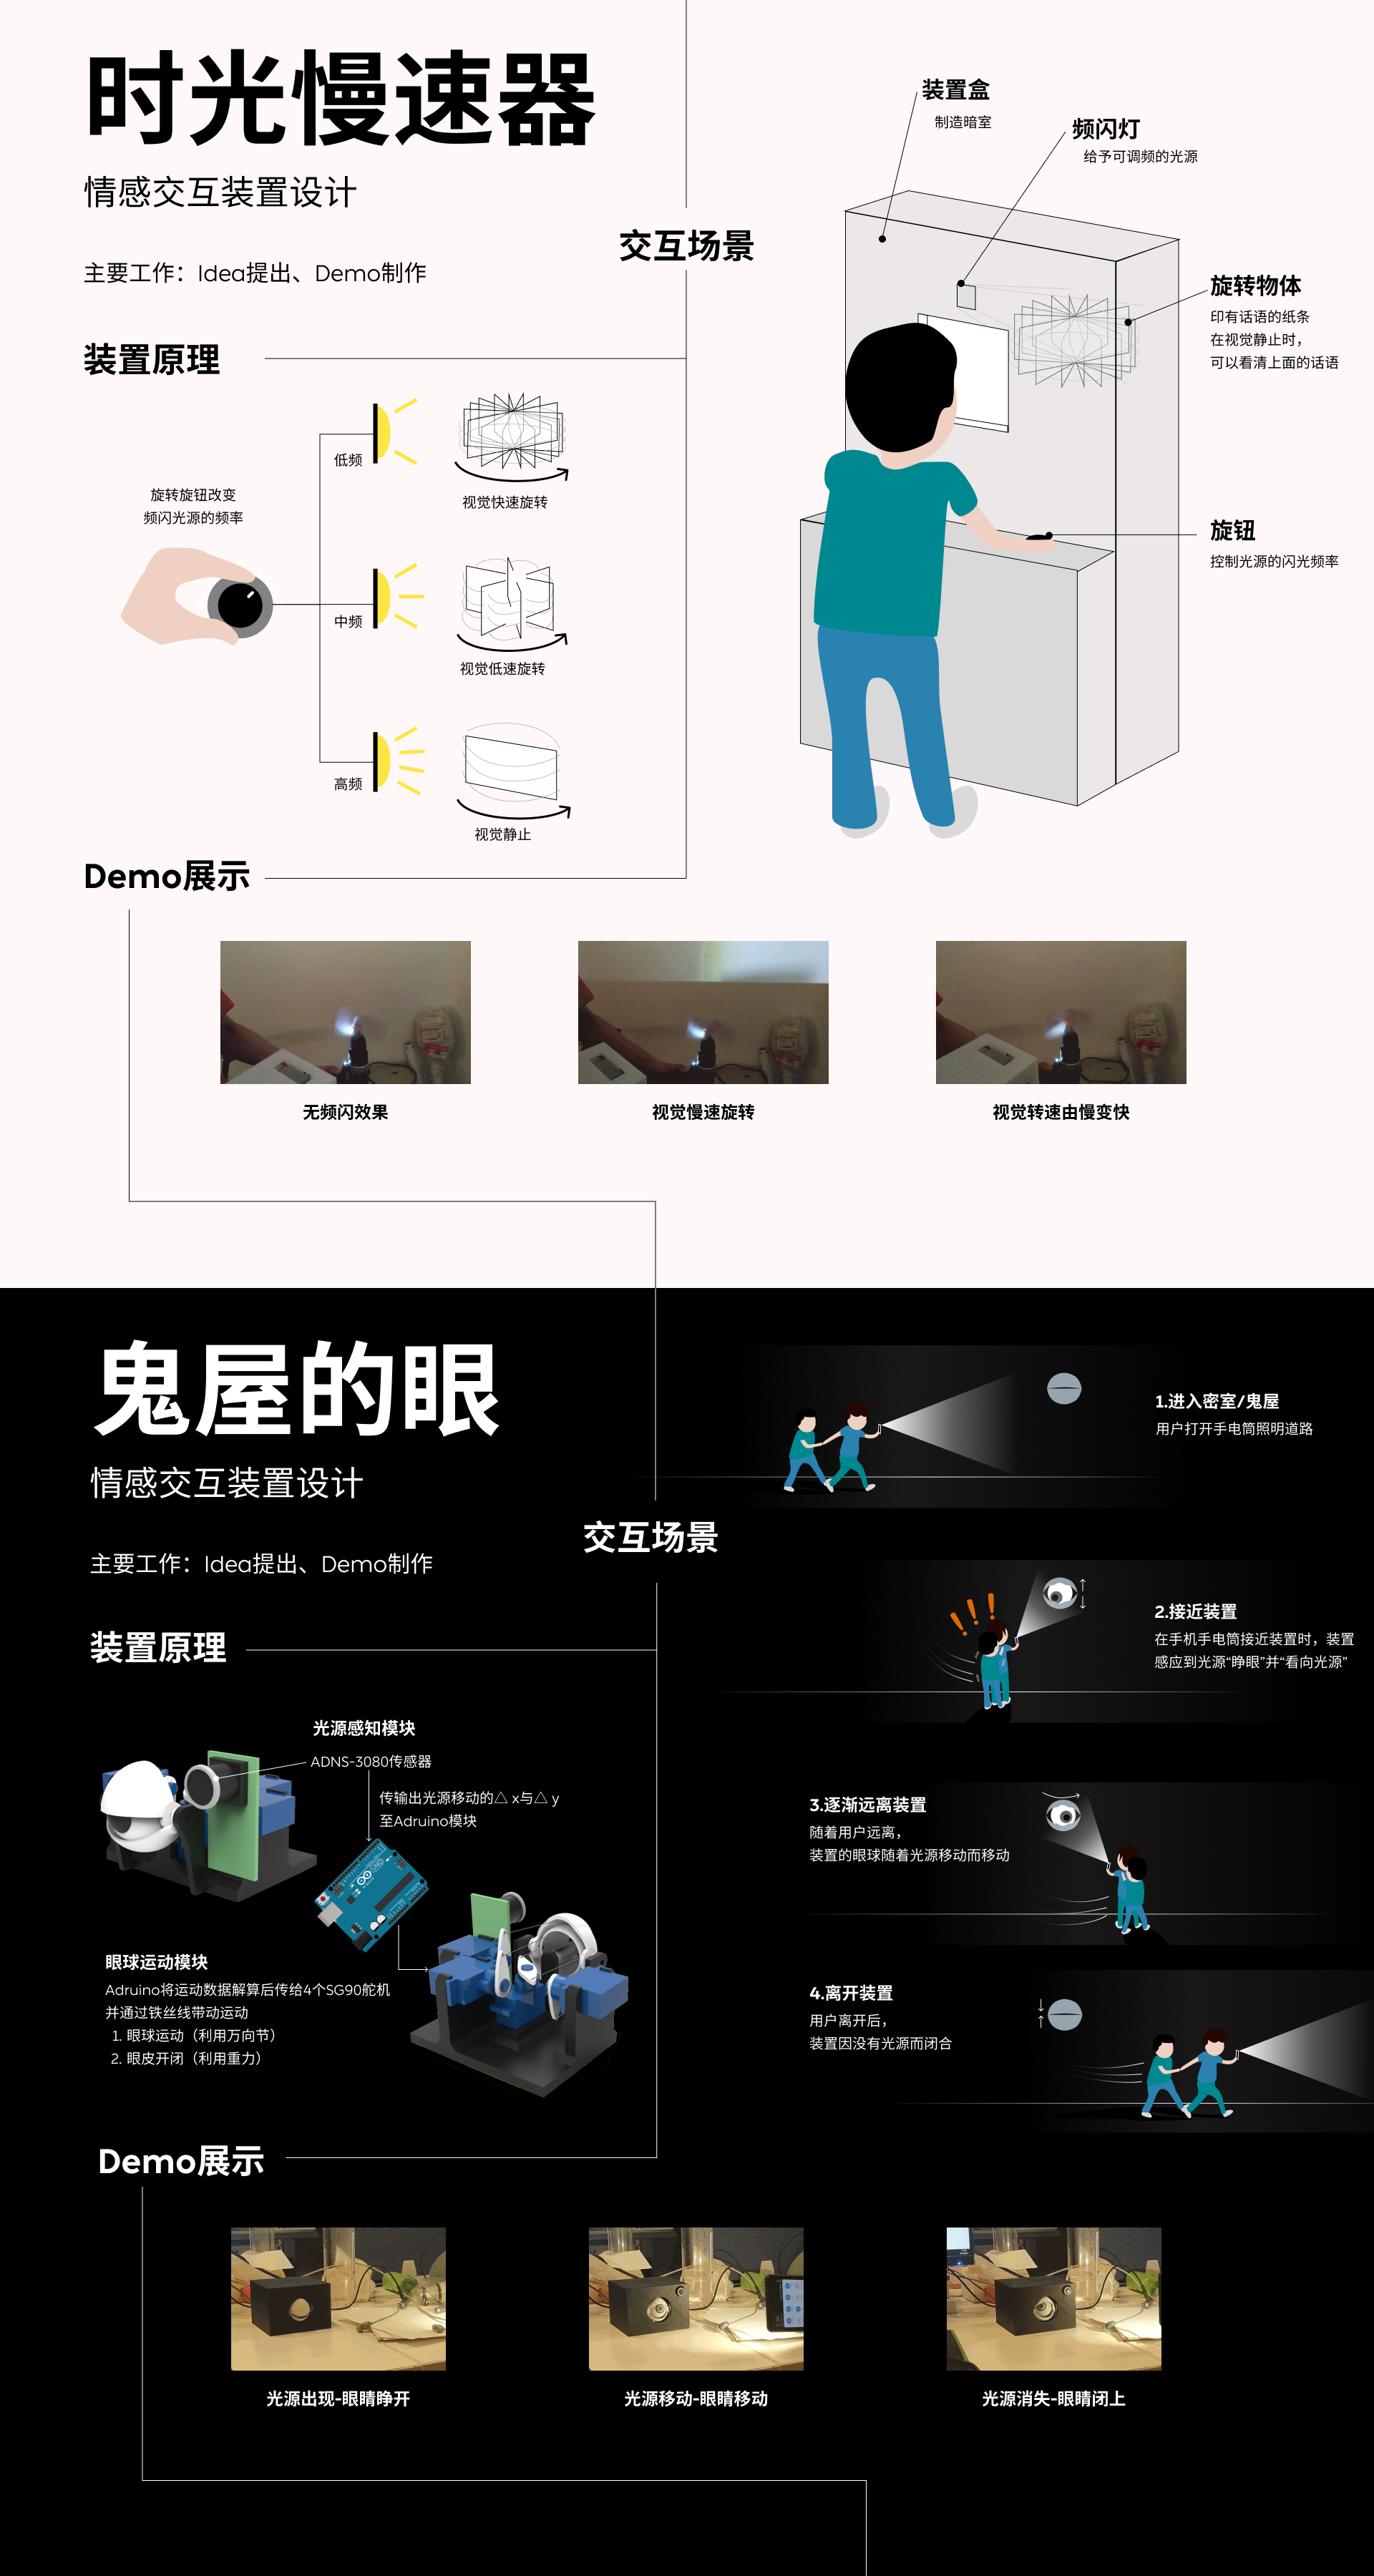 时光慢速器
情感交互装置设计
主要工作：Idea提出、Demo制作
装置原理
旋转旋钮改变
频闪光源的频率
低频
视觉快速旋转
中频
视觉低速旋转
高频
视觉静止
交互场景
装置盒
制造暗室
频闪灯
给予可调频的光源
旋转物体
印有话语的纸条
在视觉静止时，
可以看清上面的话语
旋钮
控制光源的闪光频率
Demo展示
无频闪效果
视觉慢速旋转
视觉转速由慢变快
鬼屋的眼
情感交互装置设计
主要工作：Idea提出、Demo制作
装置原理
光源感知模块
ADNS-3080传感器
传输出光源移动的△ x与△ y
至Adruino模块
眼球运动模块
Adruino将运动数据解算后传给4个SG90舵机
并通过铁丝线带动运动
1. 眼球运动（利用万向节）
2. 眼皮开闭（利用重力）
交互场景
1.进入密室/鬼屋
用户打开手电筒照明道路
2.接近装置
在手机手电筒接近装置时，装置
感应到光源“睁眼”并“看向光源”
3.逐渐远离装置
随着用户远离，
装置的眼球随着光源移动而移动
4.离开装置
用户离开后，
装置因没有光源而闭合
Demo展示
光源出现-眼睛睁开
光源移动-眼睛移动
光源消失-眼睛闭上